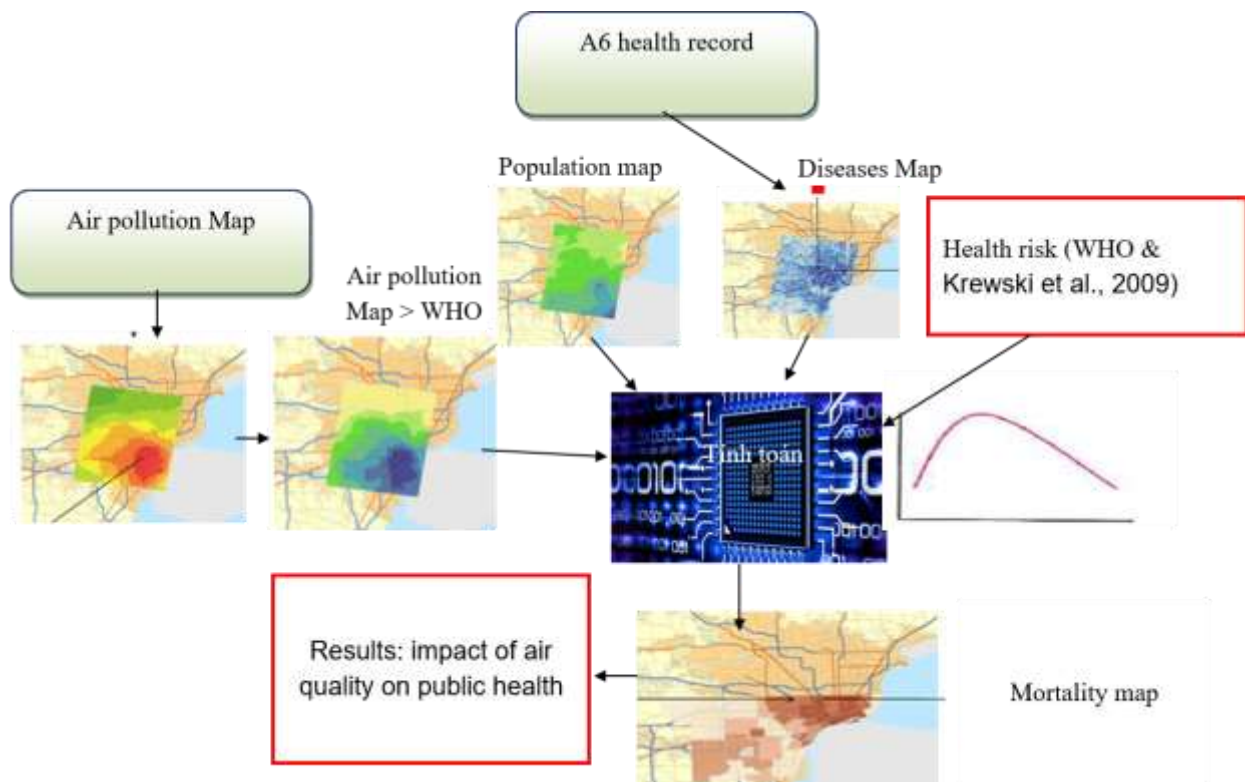 A6 health record
Population map
Diseases Map
Air pollution Map
Health risk (WHO &
Krewski et al., 2009)
Air pollution
Map > WHO
*
Tính toán
Results: impact of air
quality on public health
Mortality map